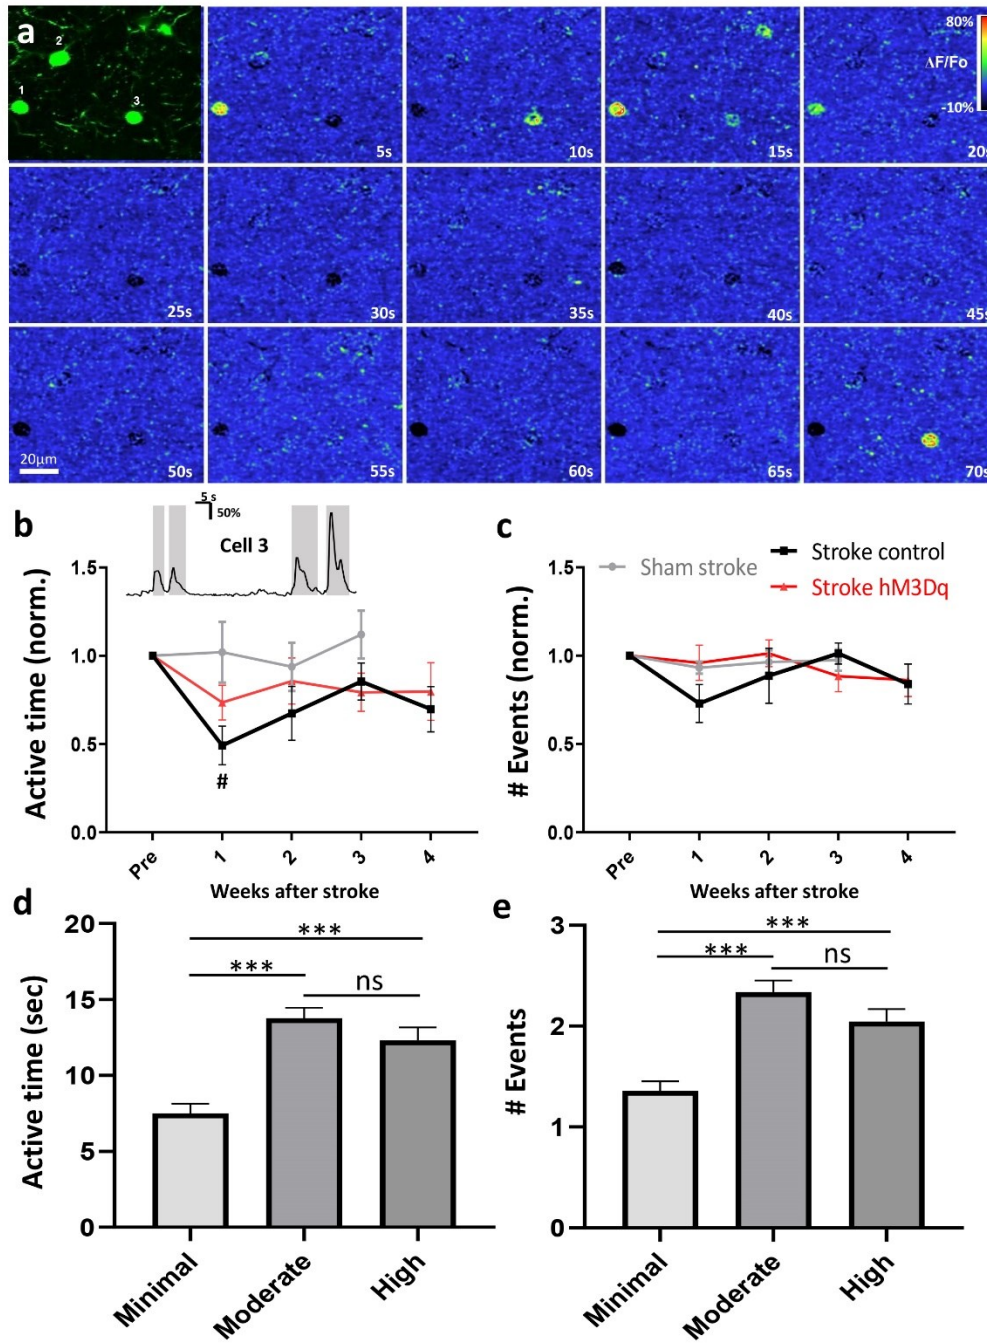 a
1
2
3
5s
10s
15s
20s
80%
ΔF/Fo
-10%
25s
30s
35s
40s
45s
20μm
50s
55s
60s
65s
70s
b
5 s
50%
Cell 3
Active time (norm.)
1.5
1.0
0.5
0.0
#
Pre
1
2
3
4
Weeks after stroke
c
Sham stroke
Stroke control
Stroke hM3Dq
# Events (norm.)
1.5
1.0
0.5
0.0
Pre
1
2
3
4
Weeks after stroke
d
Active time (sec)
20
15
10
5
0
***
***
ns
Minimal
Moderate
High
e
# Events
3
2
1
0
***
***
ns
Minimal
Moderate
High